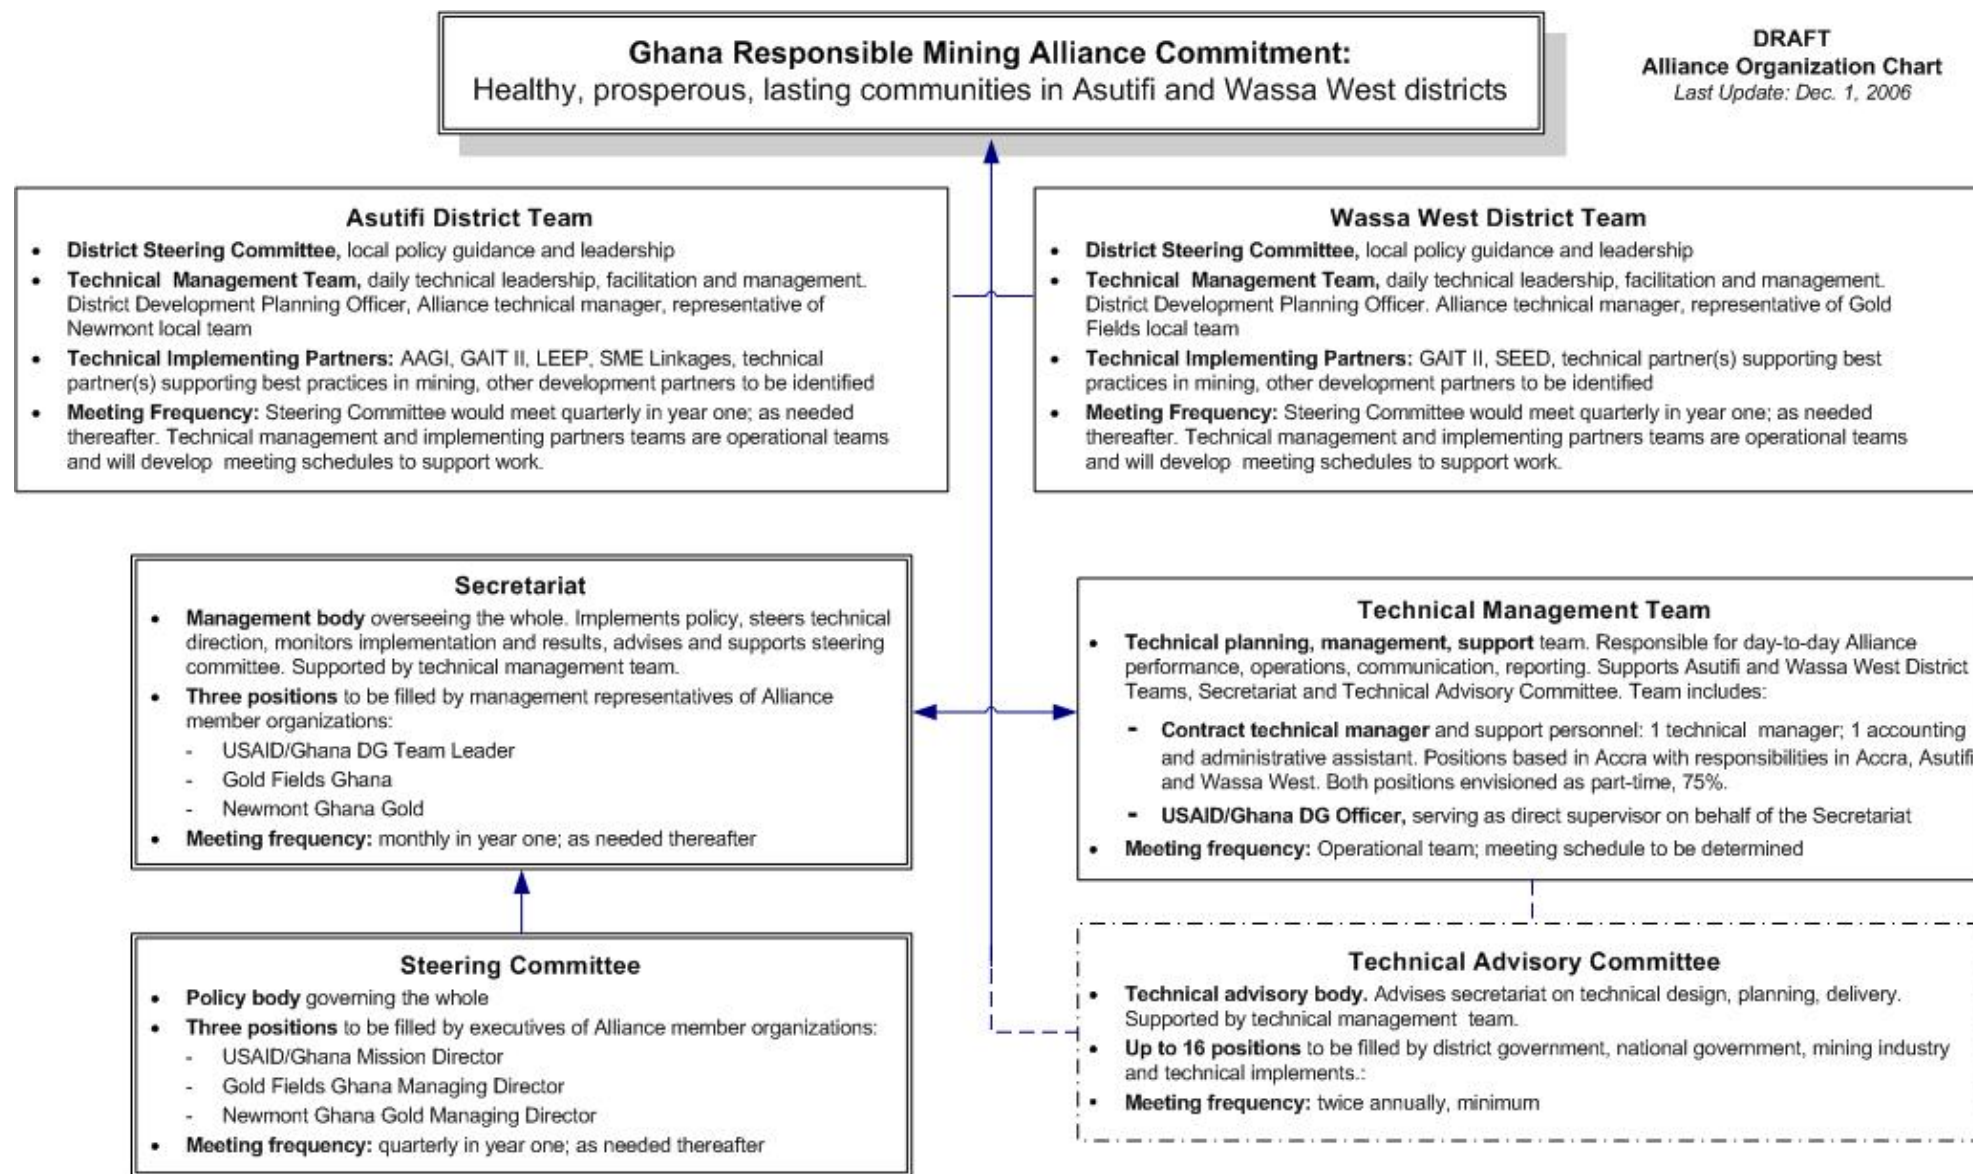 Ghana Responsible Mining Alliance Commitment:
Healthy, prosperous, lasting communities in Asutifi and Wassa West districts
DRAFT
Alliance Organization Chart
Last Update: Dec. 1, 2006
Asutifi District Team
• District Steering Committee, local policy guidance and leadership
• Technical Management Team, daily technical leadership, facilitation and management.
District Development Planning Officer, Alliance technical manager, representative of
Newmont local team
• Technical Implementing Partners: AAGI, GAIT II, LEEP, SME Linkages, technical
partner(s) supporting best practices in mining, other development partners to be identified
• Meeting Frequency: Steering Committee would meet quarterly in year one; as needed
thereafter. Technical management and implementing partners teams are operational teams
and will develop meeting schedules to support work.
Wassa West District Team
• District Steering Committee, local policy guidance and leadership
• Technical Management Team, daily technical leadership, facilitation and management.
District Development Planning Officer. Alliance technical manager, representative of Gold
Fields local team
• Technical Implementing Partners: GAIT II, SEED, technical partner(s) supporting best
practices in mining, other development partners to be identified
• Meeting Frequency: Steering Committee would meet quarterly in year one; as needed
thereafter. Technical management and implementing partners teams are operational teams
and will develop meeting schedules to support work.
Secretariat
• Management body overseeing the whole. Implements policy, steers technical
direction, monitors implementation and results, advises and supports steering
committee. Supported by technical management team.
• Three positions to be filled by management representatives of Alliance
member organizations:
- USAID/Ghana DG Team Leader
- Gold Fields Ghana
- Newmont Ghana Gold
• Meeting frequency: monthly in year one; as needed thereafter
Technical Management Team
• Technical planning, management, support team. Responsible for day-to-day Alliance
performance, operations, communication, reporting. Supports Asutifi and Wassa West District
Teams, Secretariat and Technical Advisory Committee. Team includes:
- Contract technical manager and support personnel: 1 technical manager; 1 accounting
and administrative assistant. Positions based in Accra with responsibilities in Accra, Asutifi
and Wassa West. Both positions envisioned as part-time, 75%.
- USAID/Ghana DG Officer, serving as direct supervisor on behalf of the Secretariat
• Meeting frequency: Operational team; meeting schedule to be determined
Steering Committee
• Policy body governing the whole
• Three positions to be filled by executives of Alliance member organizations:
- USAID/Ghana Mission Director
- Gold Fields Ghana Managing Director
- Newmont Ghana Gold Managing Director
• Meeting frequency: quarterly in year one; as needed thereafter
Technical Advisory Committee
• Technical advisory body. Advises secretariat on technical design, planning, delivery.
Supported by technical management team.
• Up to 16 positions to be filled by district government, national government, mining industry
and technical implements.:
• Meeting frequency: twice annually, minimum